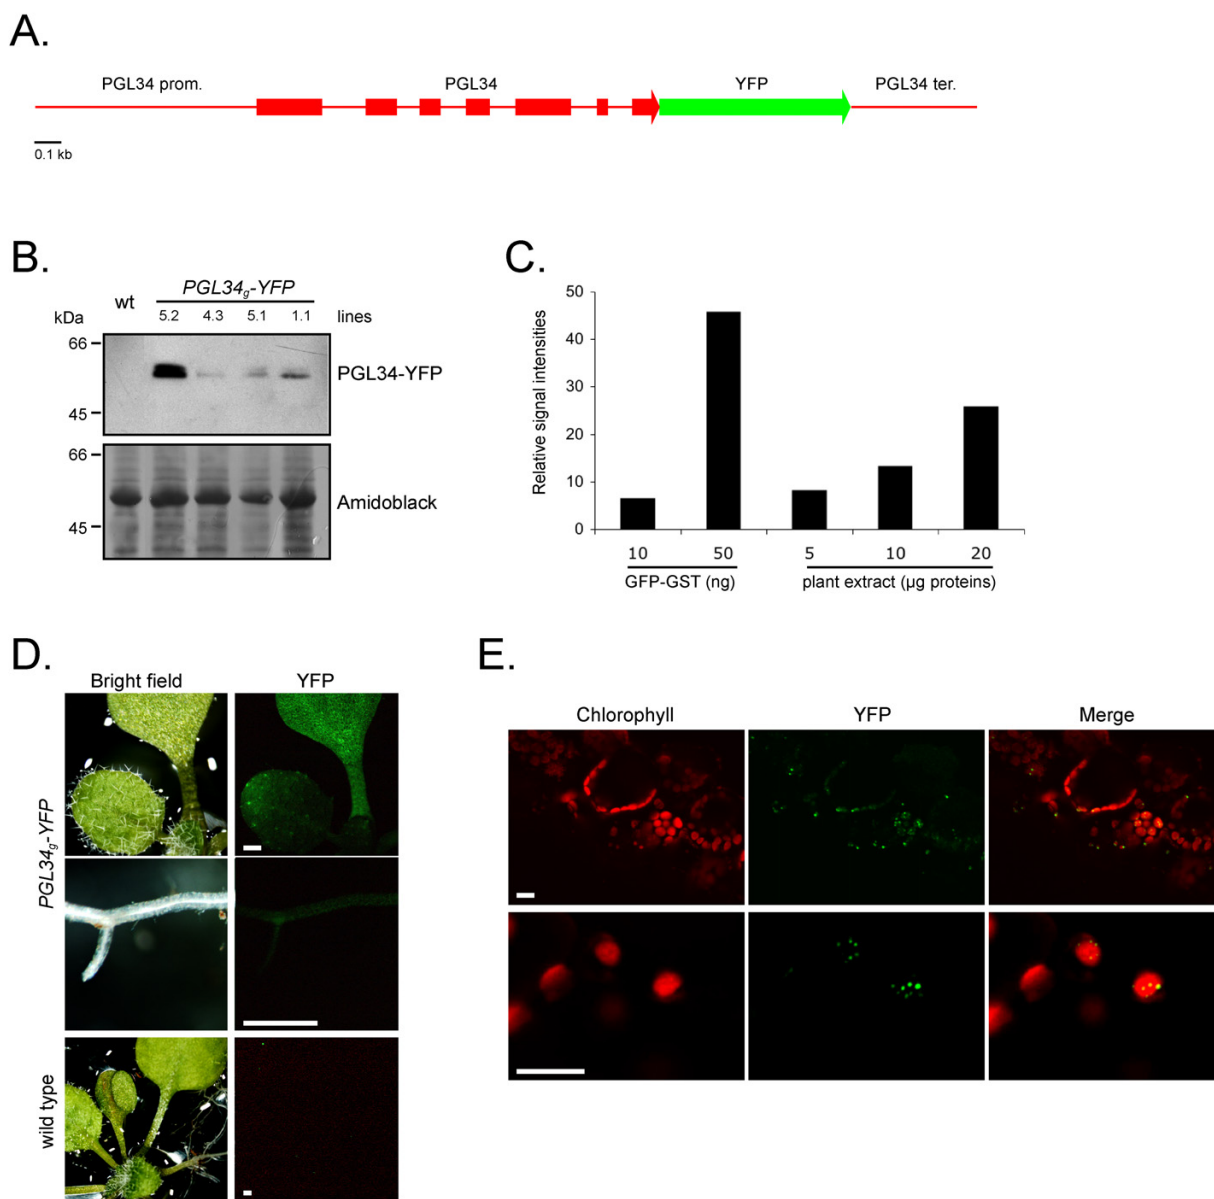 A.
PGL34 prom. PGL34 YFP PGL34 ter.
0.1 kb
B.
wt PGL34g-YFP
kDa 5.2 4.3 5.1 1.1 lines
66
PGL34-YFP
45
66
Amidoblack
45
C.
Relative signal intensities
50
40
30
20
10
0
10 50 5 10 20
GFP-GST (ng) plant extract (µg proteins)
D.
Bright field YFP
PGL34g-YFP
wild type
E.
Chlorophyll YFP Merge